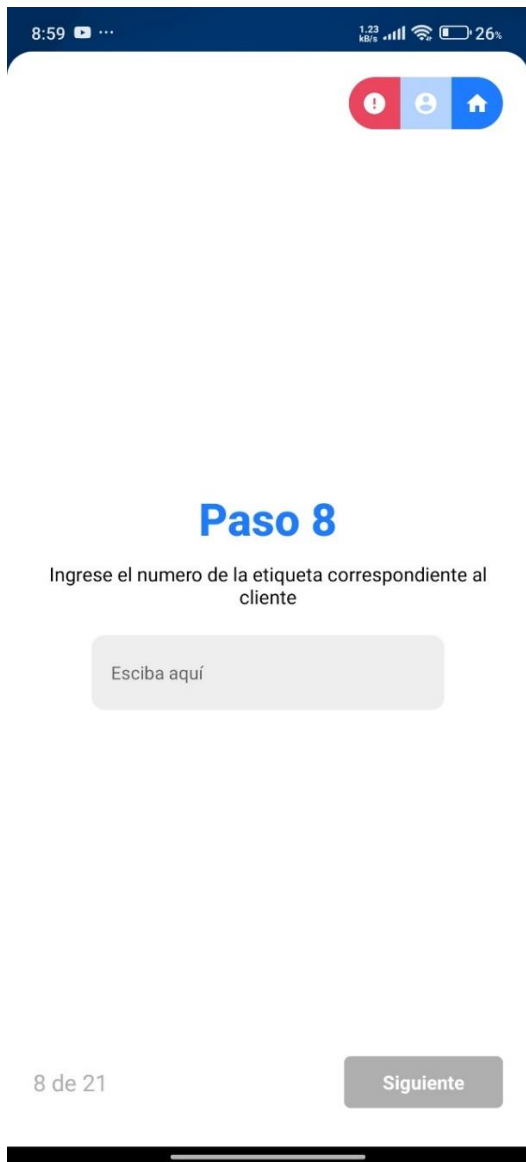 8:59 ...
1.23
kB/s
26%
Paso 8
Ingrese el numero de la etiqueta correspondiente al
cliente
Esciba aquí
8 de 21
Siguiente